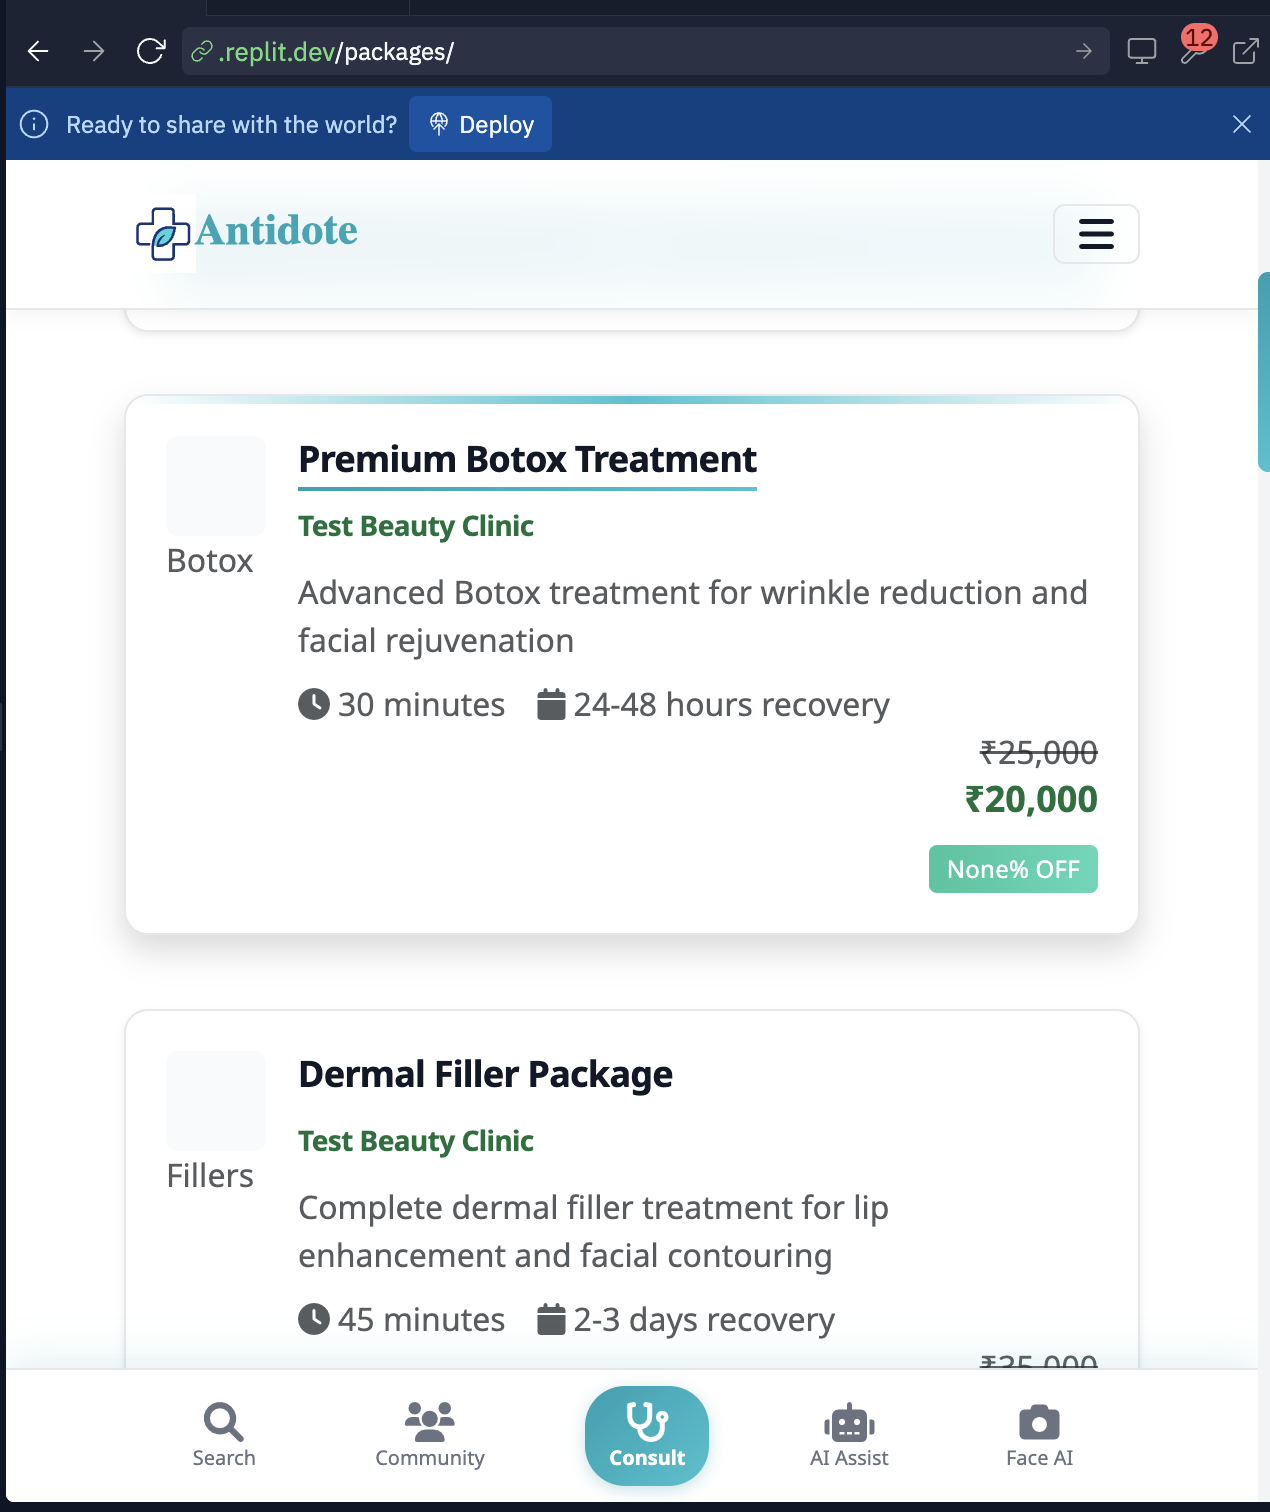 .replit.dev/packages/
12
Ready to share with the world?
Deploy
Antidote
Premium Botox Treatment
Test Beauty Clinic
Botox
Advanced Botox treatment for wrinkle reduction and
facial rejuvenation
30 minutes
24-48 hours recovery
₹25,000
₹20,000
None% OFF
Dermal Filler Package
Test Beauty Clinic
Fillers
Complete dermal filler treatment for lip
enhancement and facial contouring
45 minutes
2-3 days recovery
₹35,000
Search
Community
Consult
AI Assist
Face AI